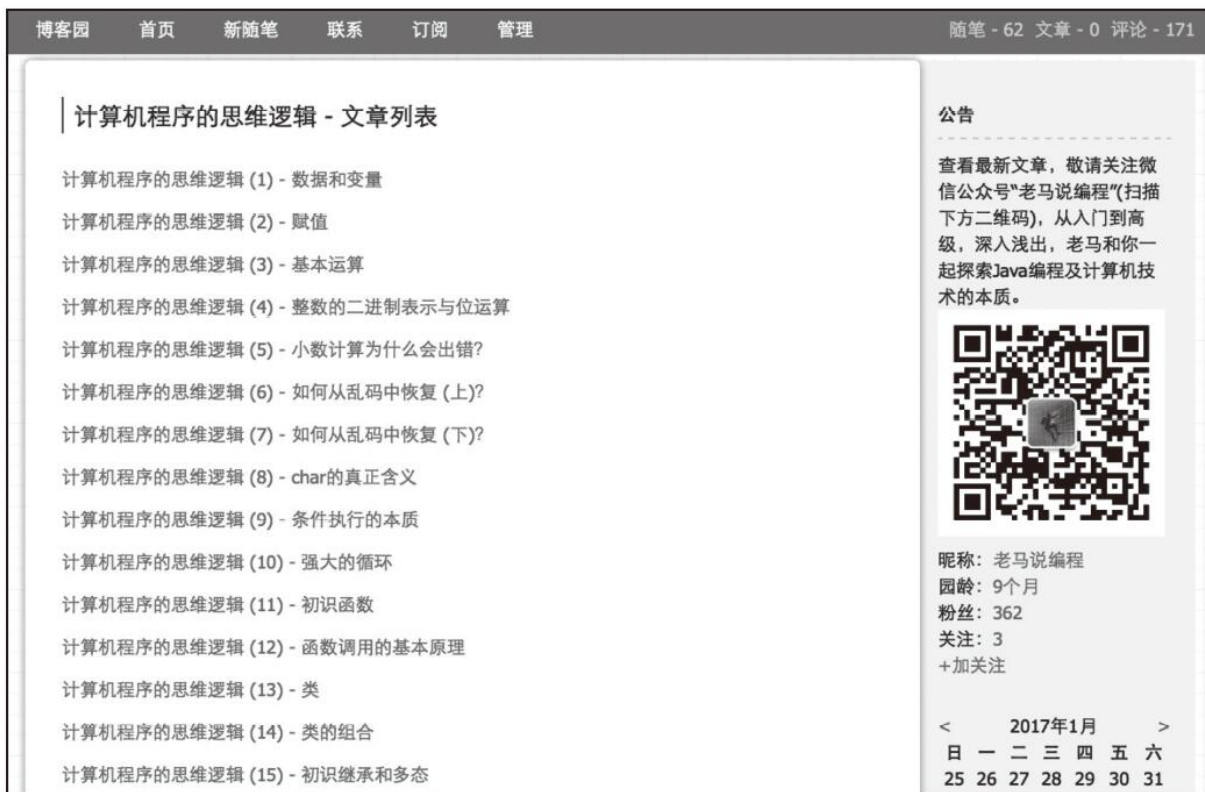 博客园 首页 新随笔 联系 订阅 管理 随笔 - 62 文章 - 0 评论 - 171
计算机程序的思维逻辑 - 文章列表
计算机程序的思维逻辑 (1) - 数据和变量
计算机程序的思维逻辑 (2) - 赋值
计算机程序的思维逻辑 (3) - 基本运算
计算机程序的思维逻辑 (4) - 整数的二进制表示与位运算
计算机程序的思维逻辑 (5) - 小数计算为什么会出错?
计算机程序的思维逻辑 (6) - 如何从乱码中恢复 (上)?
计算机程序的思维逻辑 (7) - 如何从乱码中恢复 (下)?
计算机程序的思维逻辑 (8) - char的真正含义
计算机程序的思维逻辑 (9) - 条件执行的本质
计算机程序的思维逻辑 (10) - 强大的循环
计算机程序的思维逻辑 (11) - 初识函数
计算机程序的思维逻辑 (12) - 函数调用的基本原理
计算机程序的思维逻辑 (13) - 类
计算机程序的思维逻辑 (14) - 类的组合
计算机程序的思维逻辑 (15) - 初识继承和多态
公告
查看最新文章，敬请关注微
信公众号“老马说编程”(扫描
下方二维码)，从入门到高
级，深入浅出，老马和你一
起探索Java编程及计算机技
术的本质。
昵称：老马说编程
园龄：9个月
粉丝：362
关注：3
+加关注
< 2017年1月 >
日 一 二 三 四 五 六
25 26 27 28 29 30 31